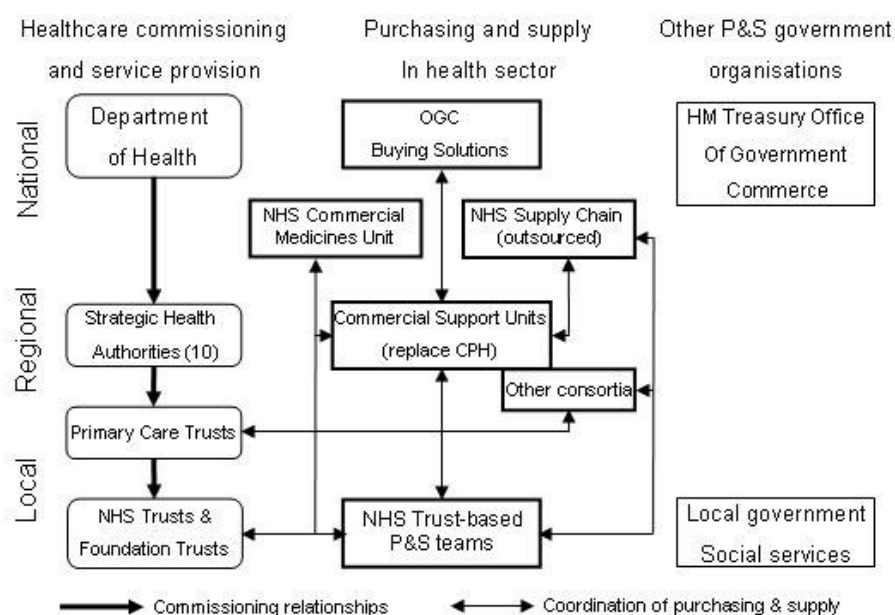 Healthcare commissioning
and service provision
Purchasing and supply
In health sector
Other P&S government
organisations
National
Department
of Health
OGC
Buying Solutions
HM Treasury Office
Of Government
Commerce
NHS Commercial
Medicines Unit
NHS Supply Chain
(outsourced)
Regional
Strategic Health
Authorities (10)
Commercial Support Units
(replace CPH)
Other consortia
Primary Care Trusts
Local
NHS Trusts &
Foundation Trusts
NHS Trust-based
P&S teams
Local government
Social services
Commissioning relationships
Coordination of purchasing & supply